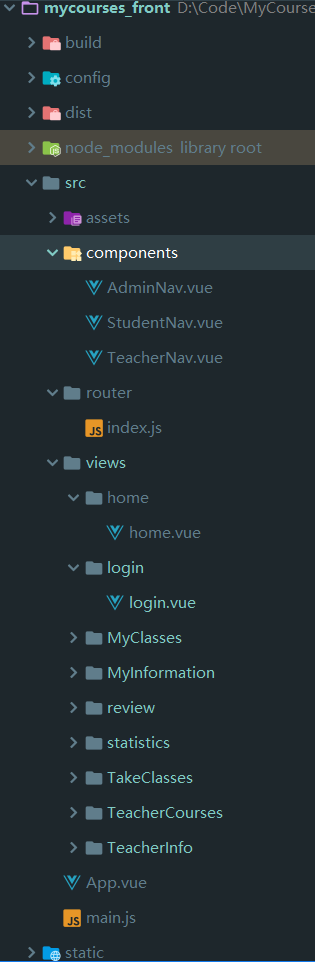 mycourses_front D:\Code\MyCourse
build
config
dist
node_modules library root
src
assets
components
AdminNav.vue
StudentNav.vue
TeacherNav.vue
router
JS index.js
views
home
home.vue
login
login.vue
MyClasses
MyInformation
review
statistics
TakeClasses
TeacherCourses
TeacherInfo
App.vue
JS main.js
static